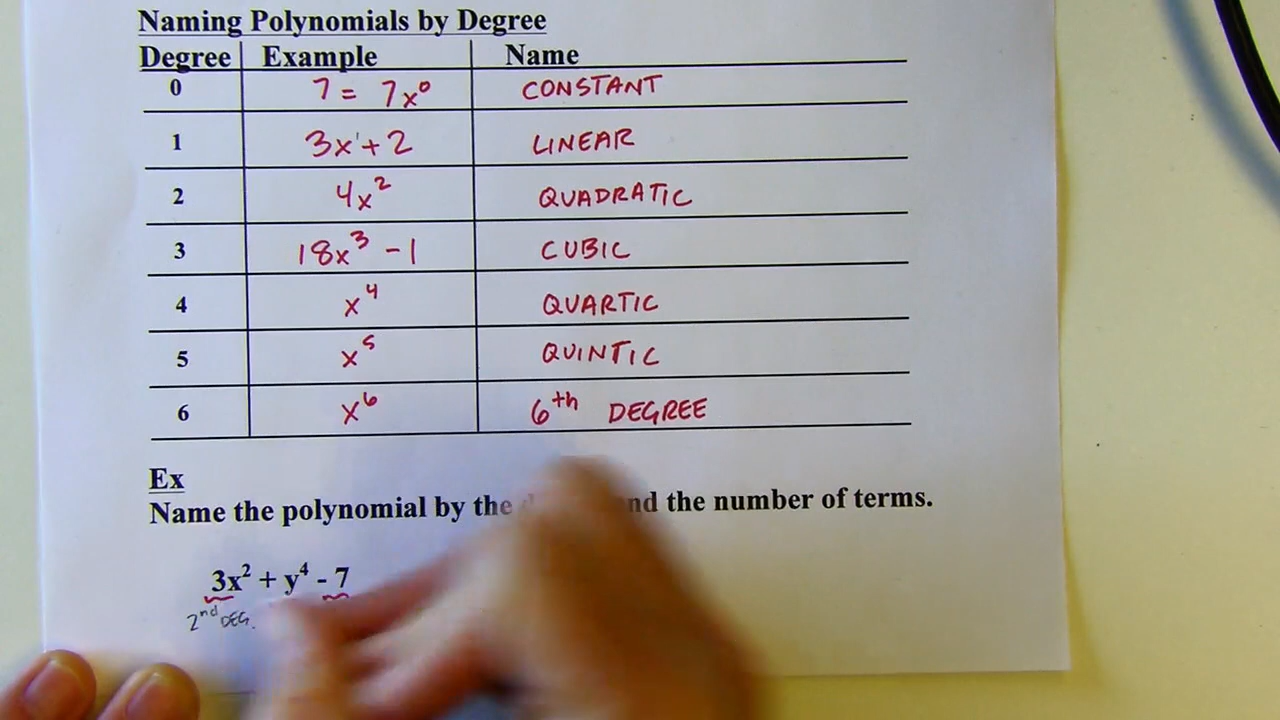 Naming Polynomials by Degree
Degree Example Name
0 7 = 7x⁰ CONSTANT
1 3x¹+2 LINEAR
2 4x² QUADRATIC
3 18x³ -1 CUBIC
4 x⁴ QUARTIC
5 x⁵ QUINTIC
6 x⁶ 6th DEGREE
Ex
Name the polynomial by the and the number of terms.
3x² + y⁴ - 7
2nd DEG.